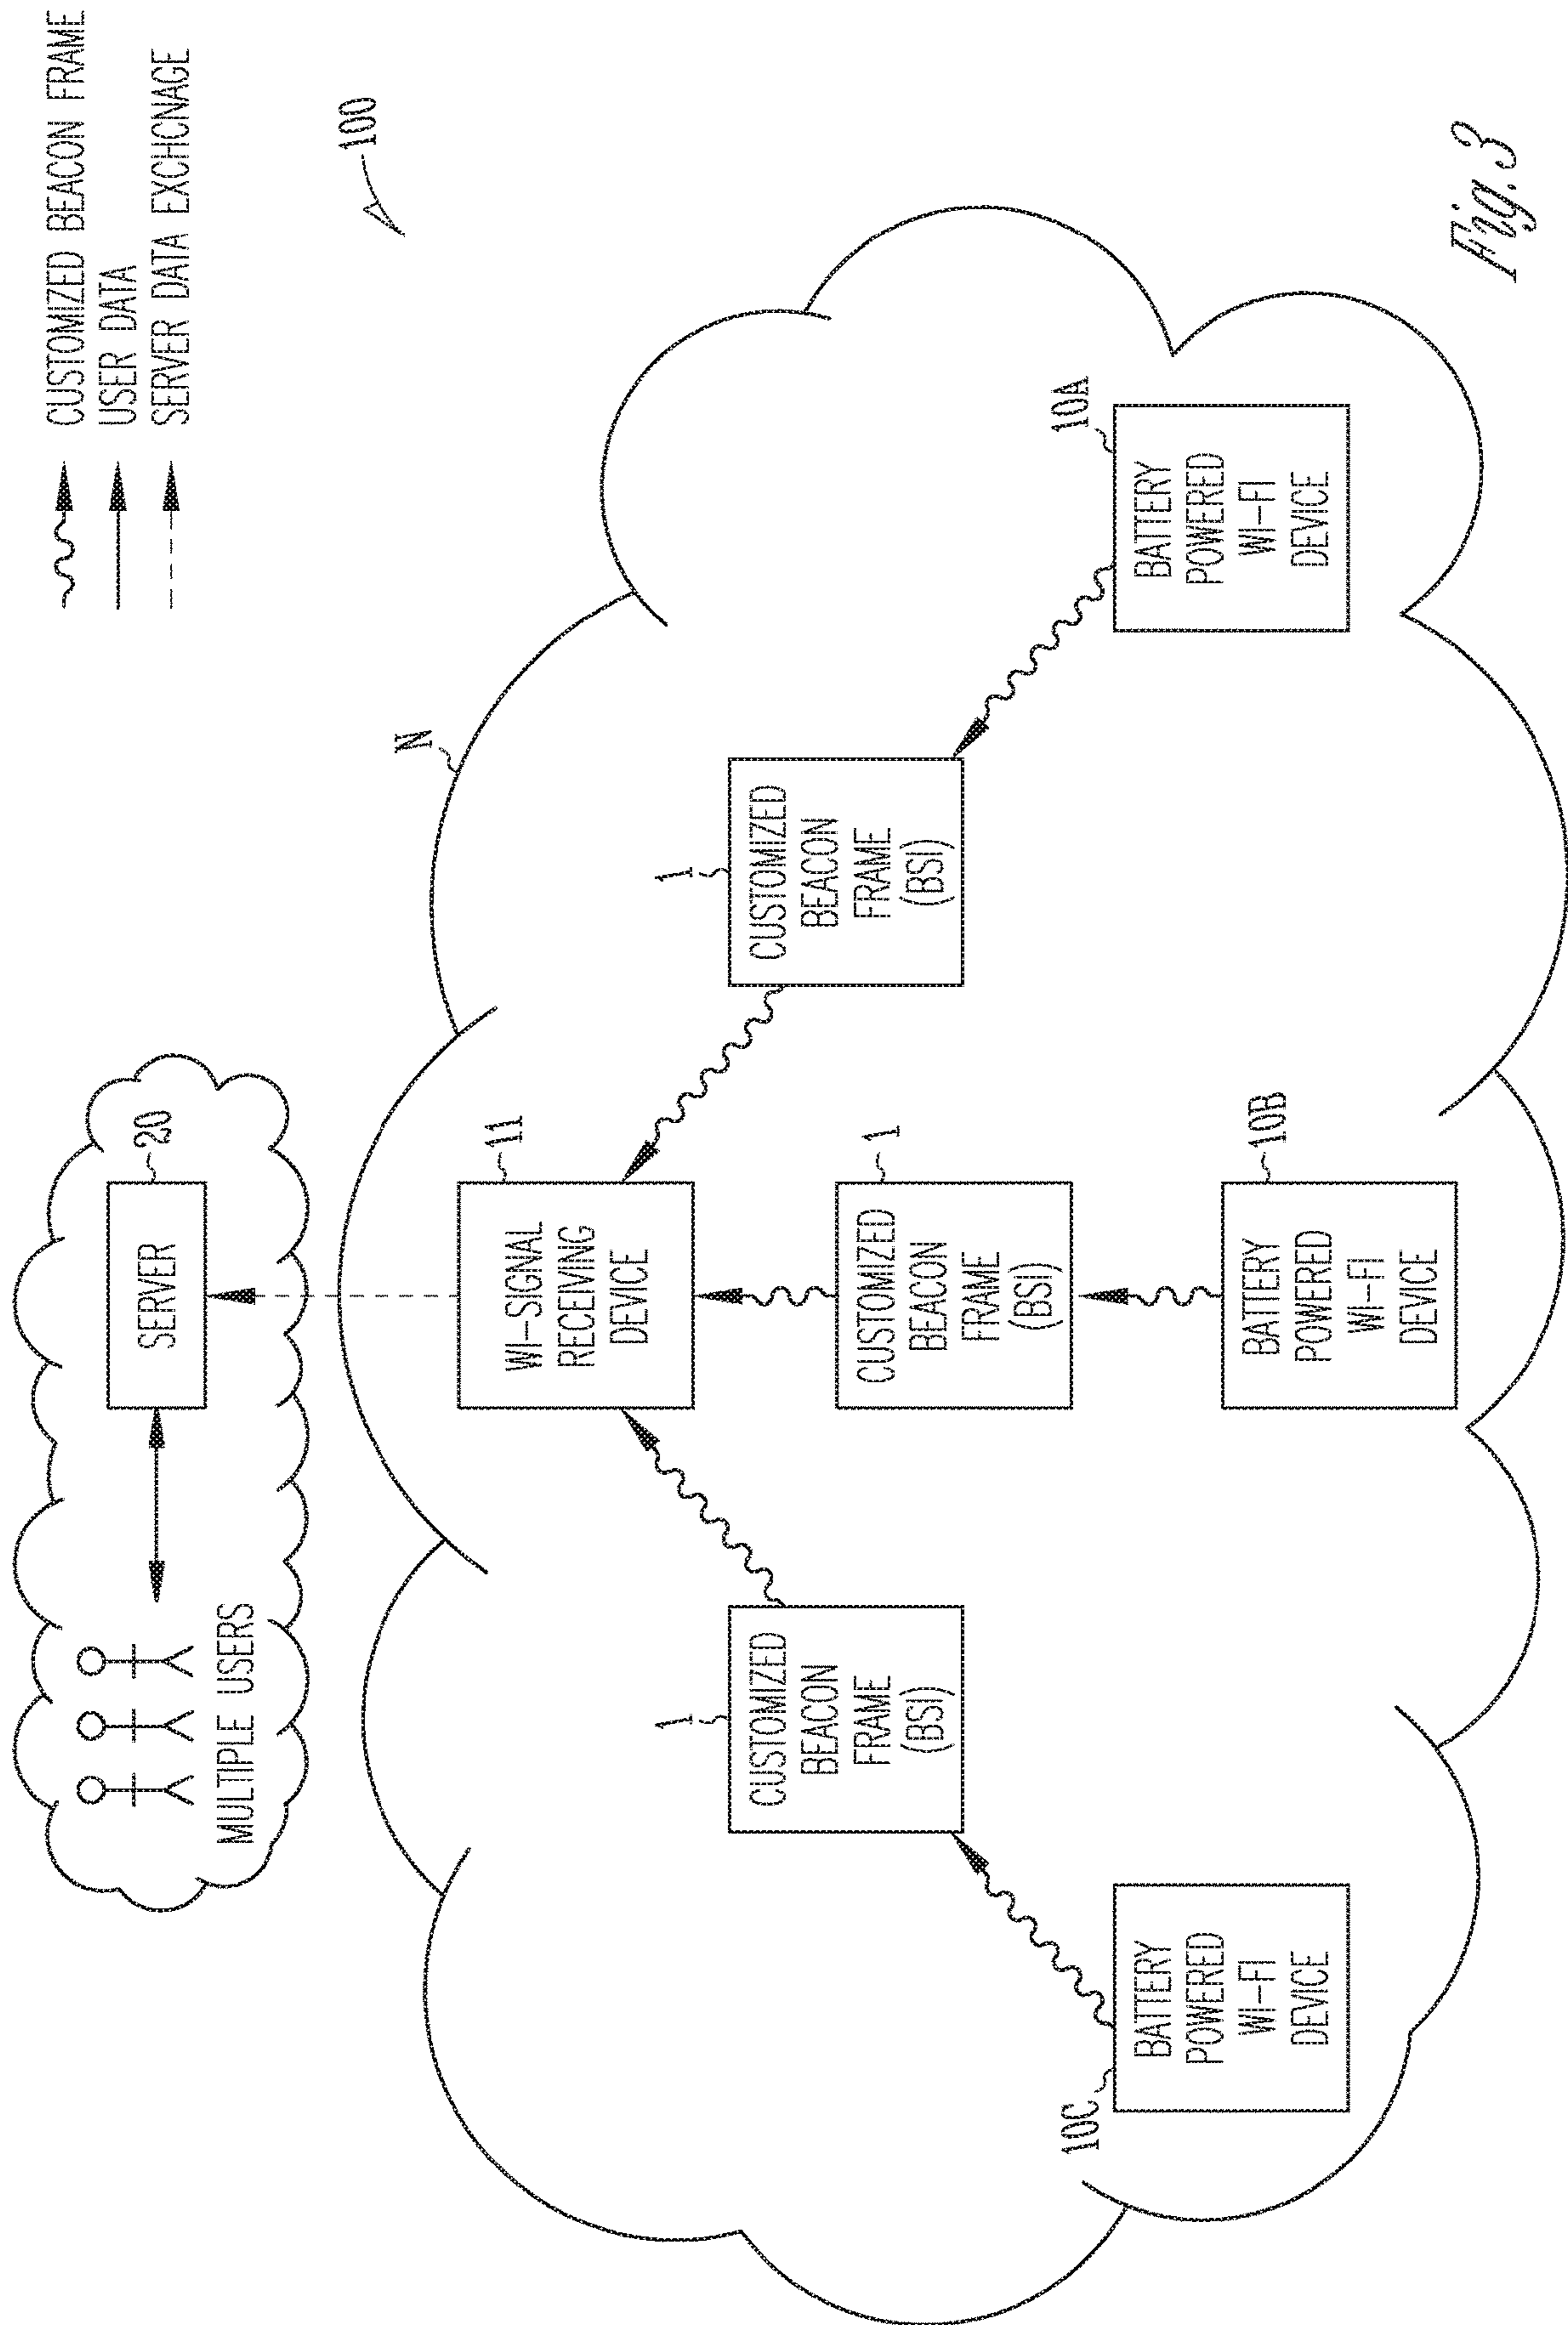 CUSTOMIZED BEACON FRAME
USER DATA
SERVER DATA EXHCNAGE
100
MULTIPLE USERS
SERVER
20
N
WI-SIGNAL
RECEIVING
DEVICE
11
1
CUSTOMIZED
BEACON
FRAME
(BSI)
1
CUSTOMIZED
BEACON
FRAME
(BSI)
1
CUSTOMIZED
BEACON
FRAME
(BSI)
10C
BATTERY
POWERED
WI-FI
DEVICE
10B
BATTERY
POWERED
WI-FI
DEVICE
10A
BATTERY
POWERED
WI-FI
DEVICE
Fig. 3